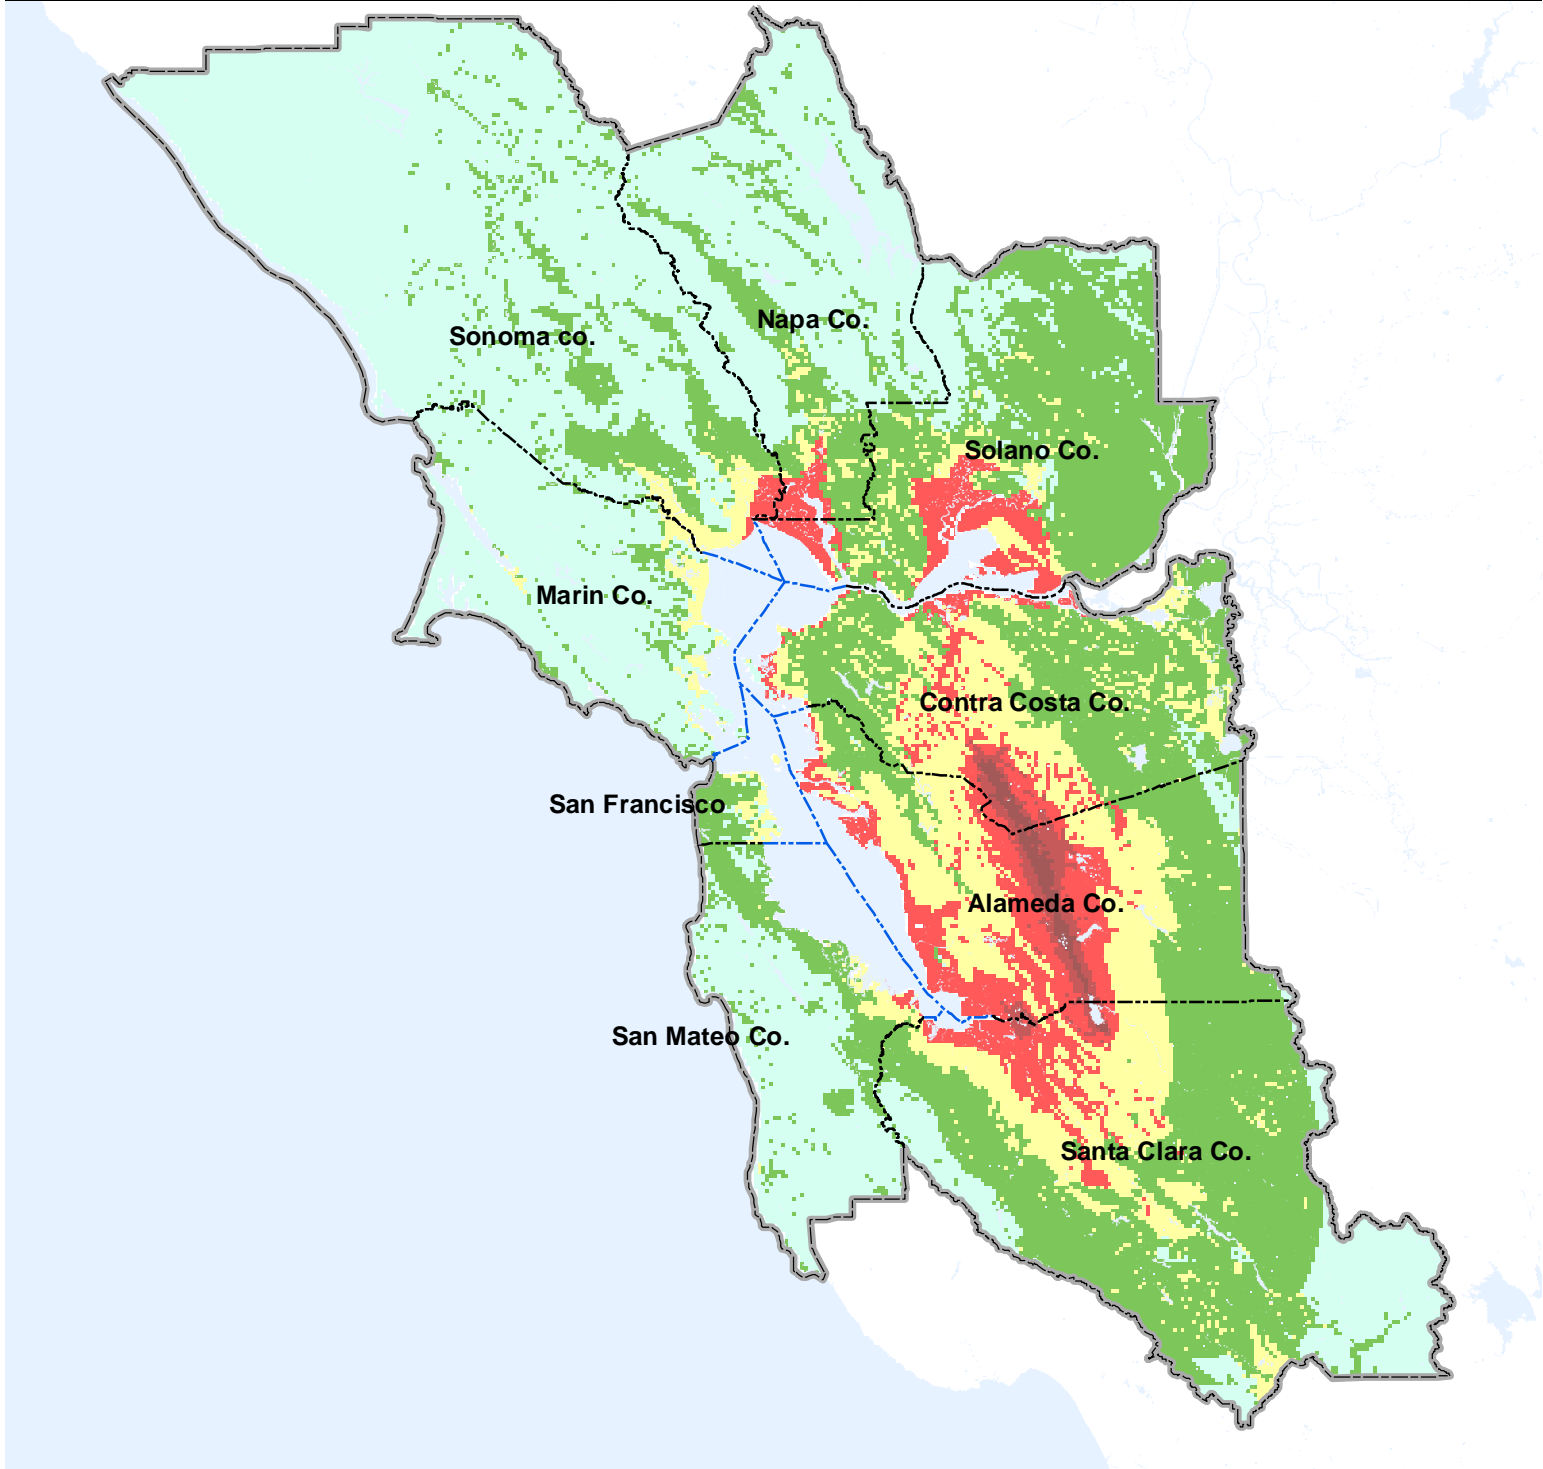 Napa Co.
Sonoma co.
Solano Co.
Marin Co.
Contra Costa Co.
San Francisco
Alameda Co.
San Mateo Co.
Santa Clara Co.